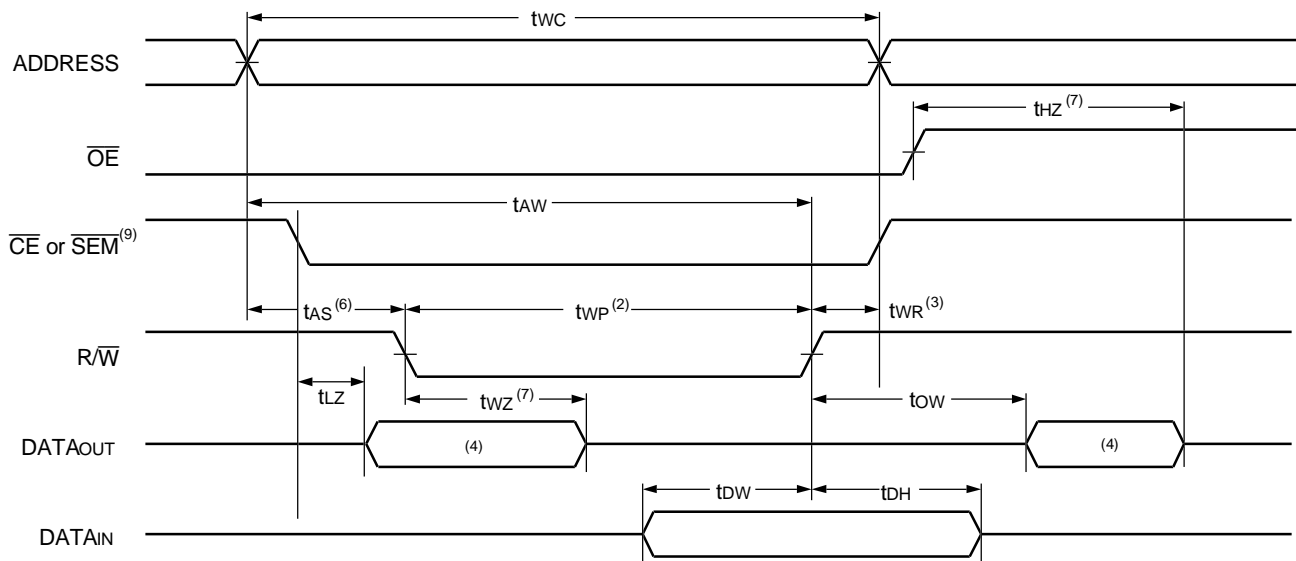 tWC
ADDRESS
tHZ (7)
OE
tAW
CE or SEM(9)
tAS (6)
tWP (2)
tWR (3)
R/W
tLZ
tWZ (7)
tOW
DATAOUT
(4)
(4)
tDW
tDH
DATAIN